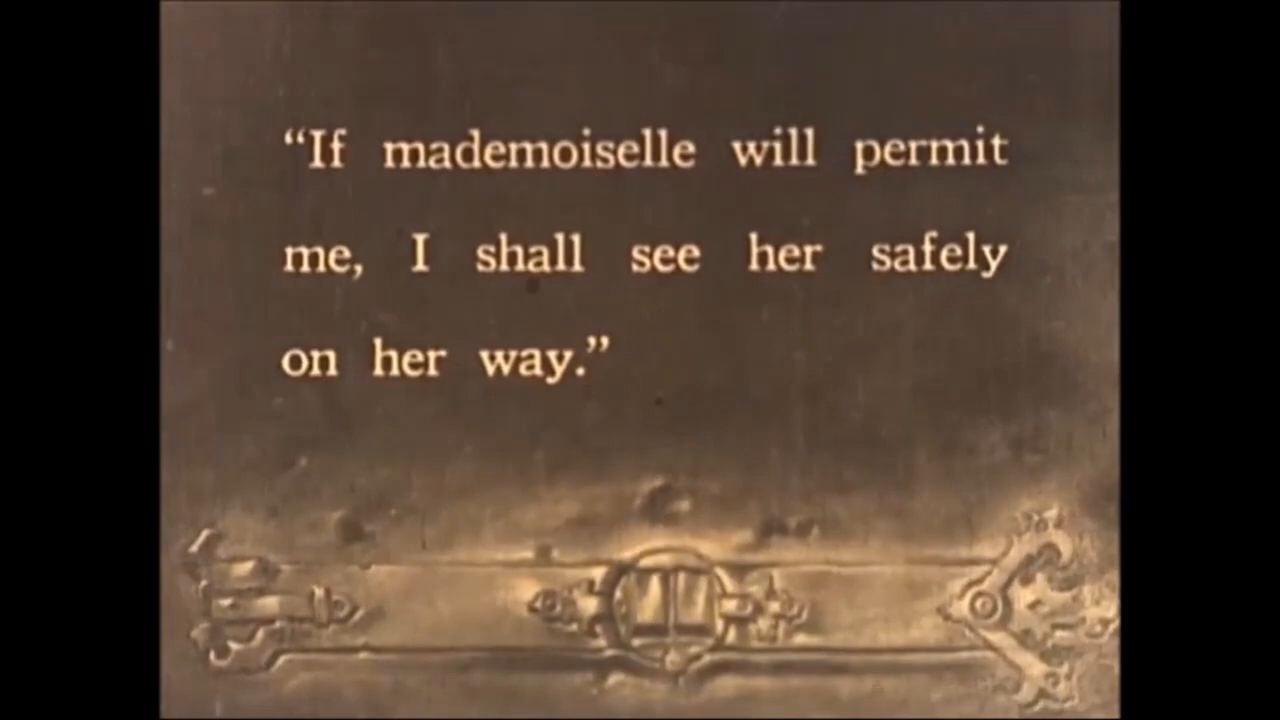 “If mademoiselle will permit
me, I shall see her safely
on her way.”